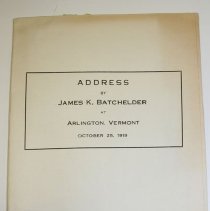 ADDRESS
BY
JAMES K. BATCHELDER
AT
ARLINGTON, VERMONT
OCTOBER 25, 1919